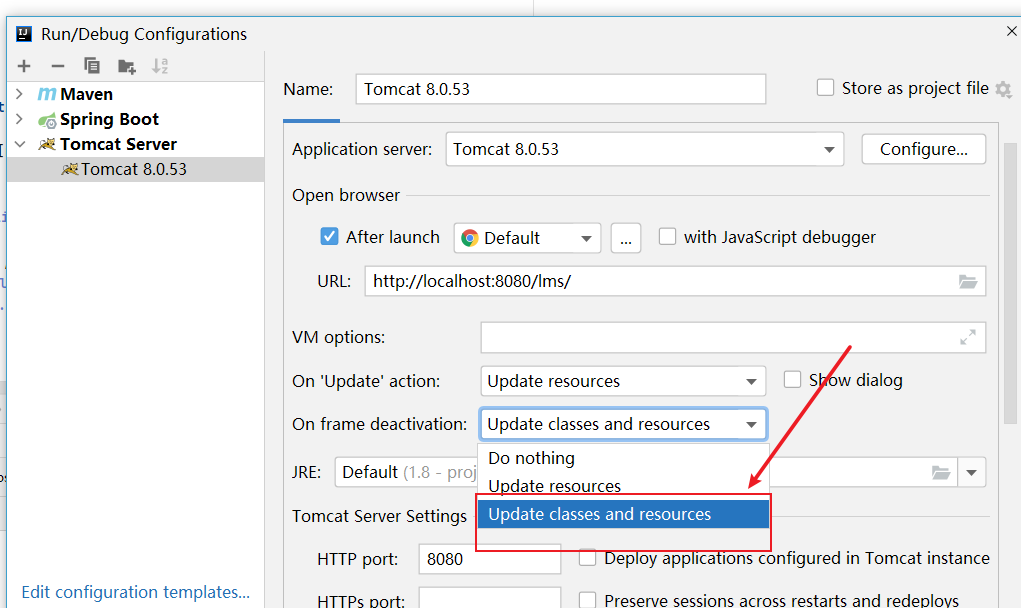 Run/Debug Configurations
Maven
Spring Boot
Tomcat Server
Tomcat 8.0.53
Edit configuration templates...
Name: Tomcat 8.0.53 Store as project file
Application server: Tomcat 8.0.53 Configure...
Open browser
After launch Default ... with JavaScript debugger
URL: http://localhost:8080/lms/
VM options:
On 'Update' action: Update resources Show dialog
On frame deactivation: Update classes and resources
Do nothing
JRE: Default (1.8 - proj
Update resources
Update classes and resources
Tomcat Server Settings
HTTP port: 8080 Deploy applications configured in Tomcat instance
HTTPs port: Preserve sessions across restarts and redeploys